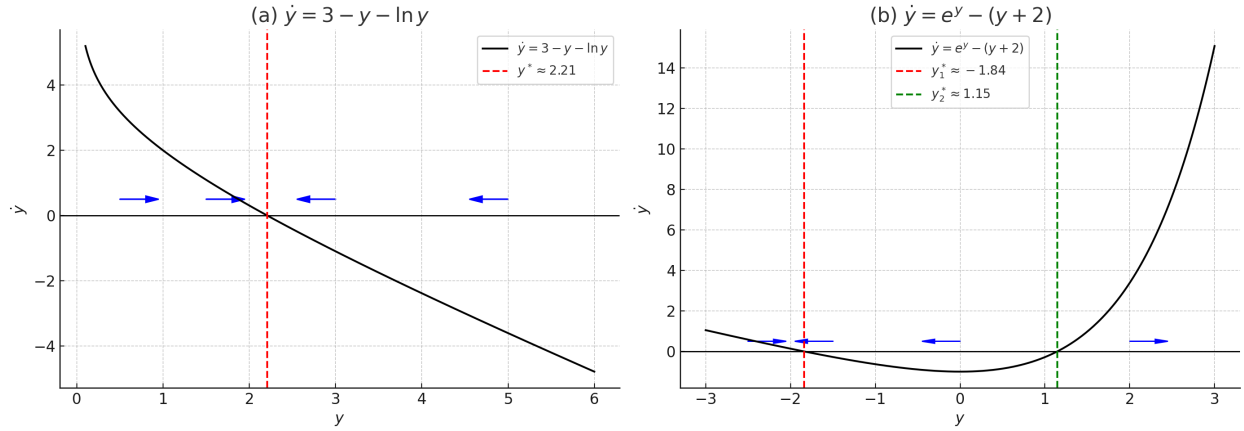 (a) ẏ = 3 − y − ln y
ẏ = 3 − y − ln y
y* ≈ 2.21
4
2
0
−2
−4
ẏ
0 1 2 3 4 5 6
y
(b) ẏ = e^y − (y + 2)
ẏ = e^y − (y + 2)
y₁* ≈ − 1.84
y₂* ≈ 1.15
14
12
10
8
6
4
2
0
ẏ
−3 −2 −1 0 1 2 3
y